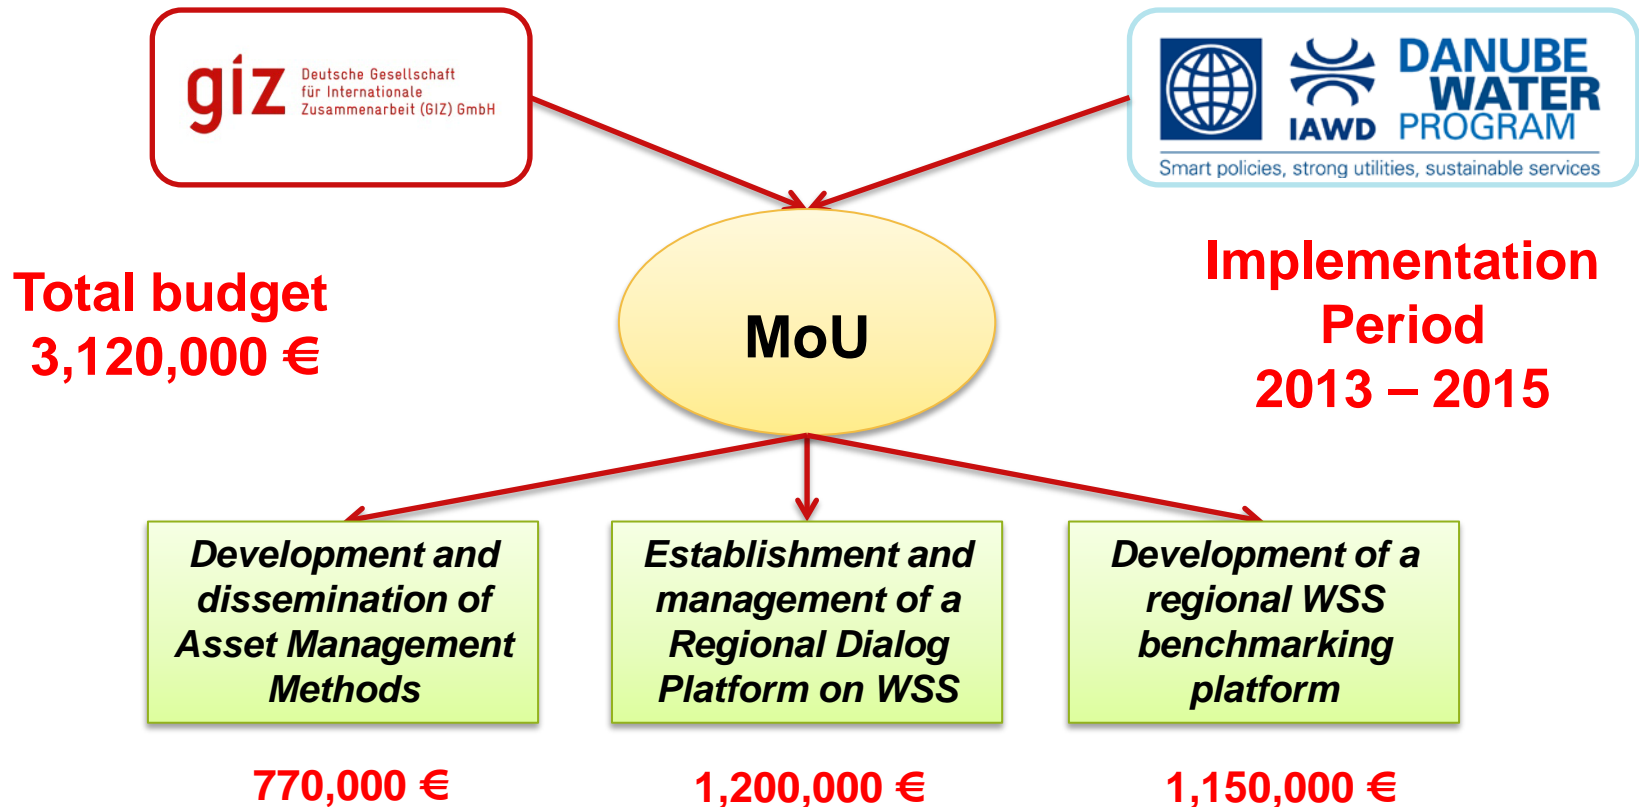 giz
Deutsche Gesellschaft
für Internationale
Zusammenarbeit (GIZ) GmbH
IAWD
DANUBE
WATER
PROGRAM
Smart policies, strong utilities, sustainable services
Total budget
3,120,000 €
MoU
Implementation
Period
2013 – 2015
Development and
dissemination of
Asset Management
Methods
Establishment and
management of a
Regional Dialog
Platform on WSS
Development of a
regional WSS
benchmarking
platform
770,000 €
1,200,000 €
1,150,000 €